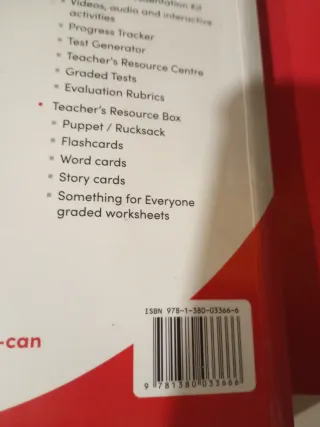 Presentation Kit
• Videos, audio and interactive
activities
• Progress Tracker
• Test Generator
• Teacher's Resource Centre
• Graded Tests
• Evaluation Rubrics
• Teacher's Resource Box
• Puppet / Rucksack
• Flashcards
• Word cards
• Story cards
• Something for Everyone
graded worksheets
-can
ISBN 978-1-380-03366-6
9 781380 033666